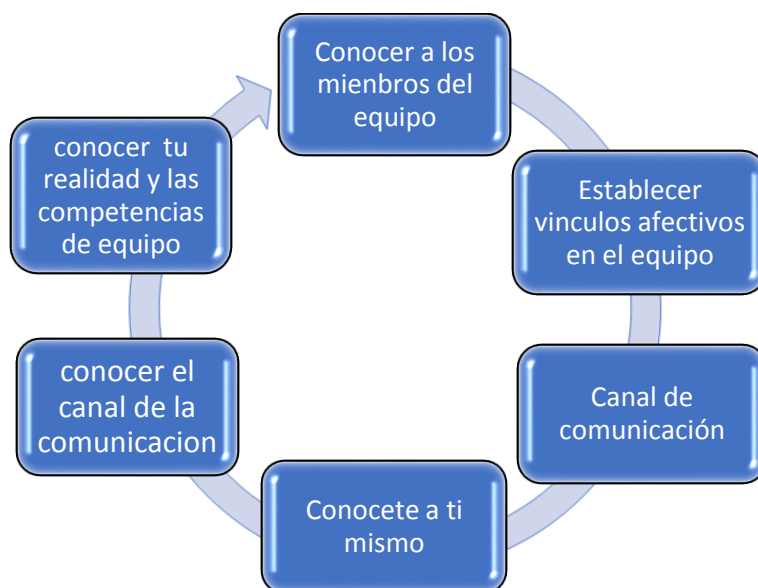 Conocer a los
mienbros del
equipo
Establecer
vinculos afectivos
en el equipo
Canal de
comunicación
Conocete a ti
mismo
conocer el
canal de la
comunicacion
conocer  tu
realidad y las
competencias
de equipo